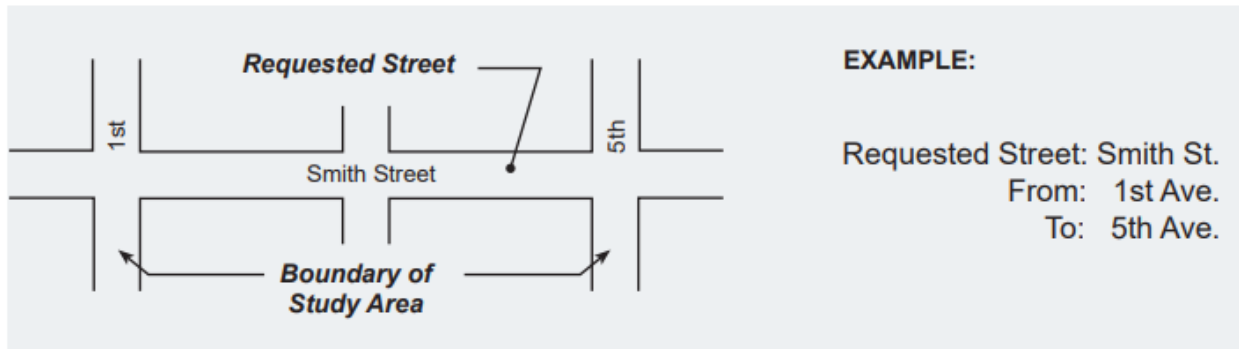 Requested Street
1st
5th
Smith Street
Boundary of
Study Area
EXAMPLE:
Requested Street: Smith St.
From: 1st Ave.
To: 5th Ave.